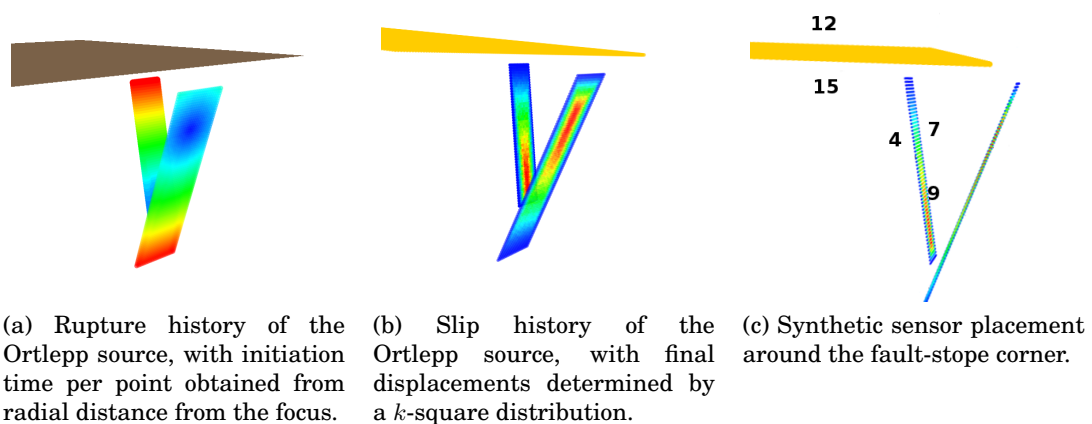 12
15
7
4
9
(a) Rupture history of the
Ortlepp source, with initiation
time per point obtained from
radial distance from the focus.
(b) Slip history of the
Ortlepp source, with final
displacements determined by
a k-square distribution.
(c) Synthetic sensor placement
around the fault-stope corner.